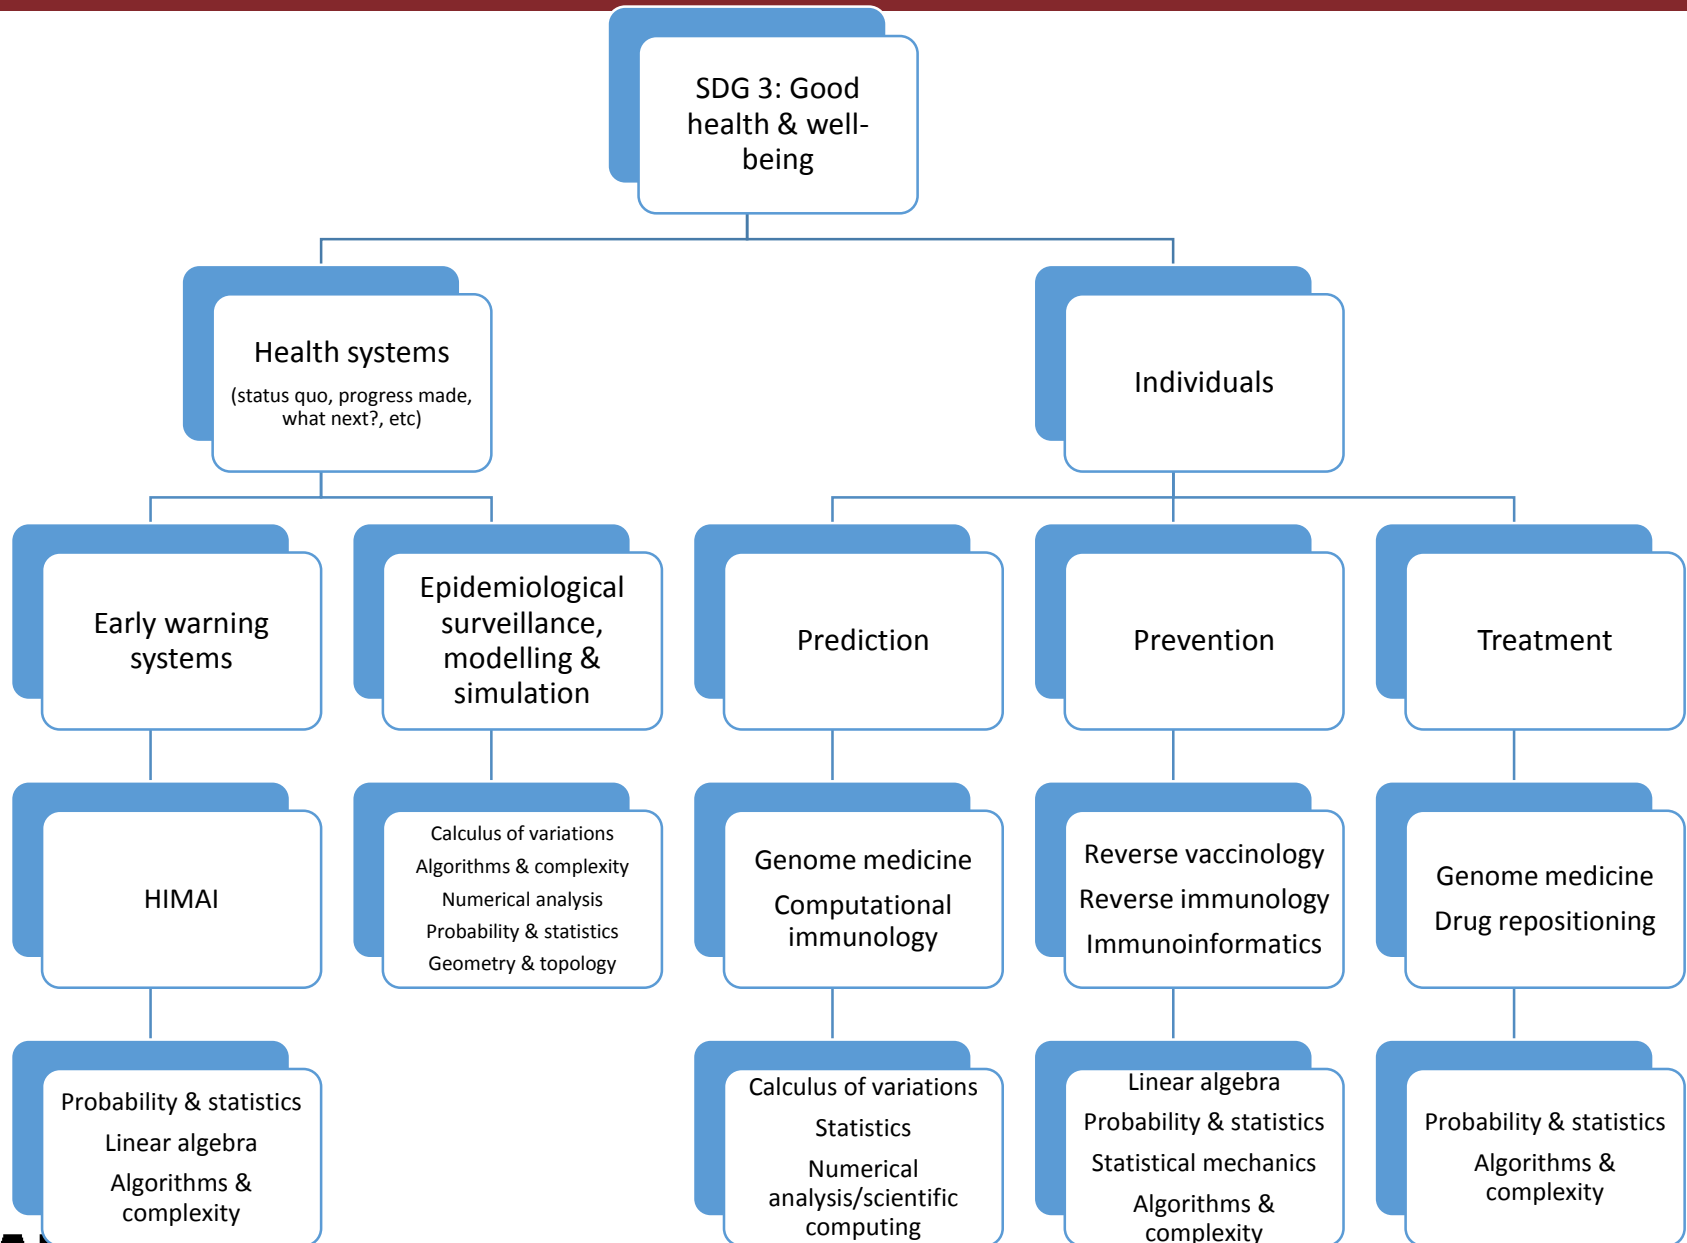 SDG 3: Good
health & well-
being
Health systems
(status quo, progress made,
what next?, etc)
Individuals
Early warning
systems
Epidemiological
surveillance,
modelling &
simulation
Prediction
Prevention
Treatment
HIMAI
Calculus of variations
Algorithms & complexity
Numerical analysis
Probability & statistics
Geometry & topology
Genome medicine
Computational
immunology
Reverse vaccinology
Reverse immunology
Immunoinformatics
Genome medicine
Drug repositioning
Probability & statistics
Linear algebra
Algorithms &
complexity
Calculus of variations
Statistics
Numerical
analysis/scientific
computing
Linear algebra
Probability & statistics
Statistical mechanics
Algorithms &
complexity
Probability & statistics
Algorithms &
complexity